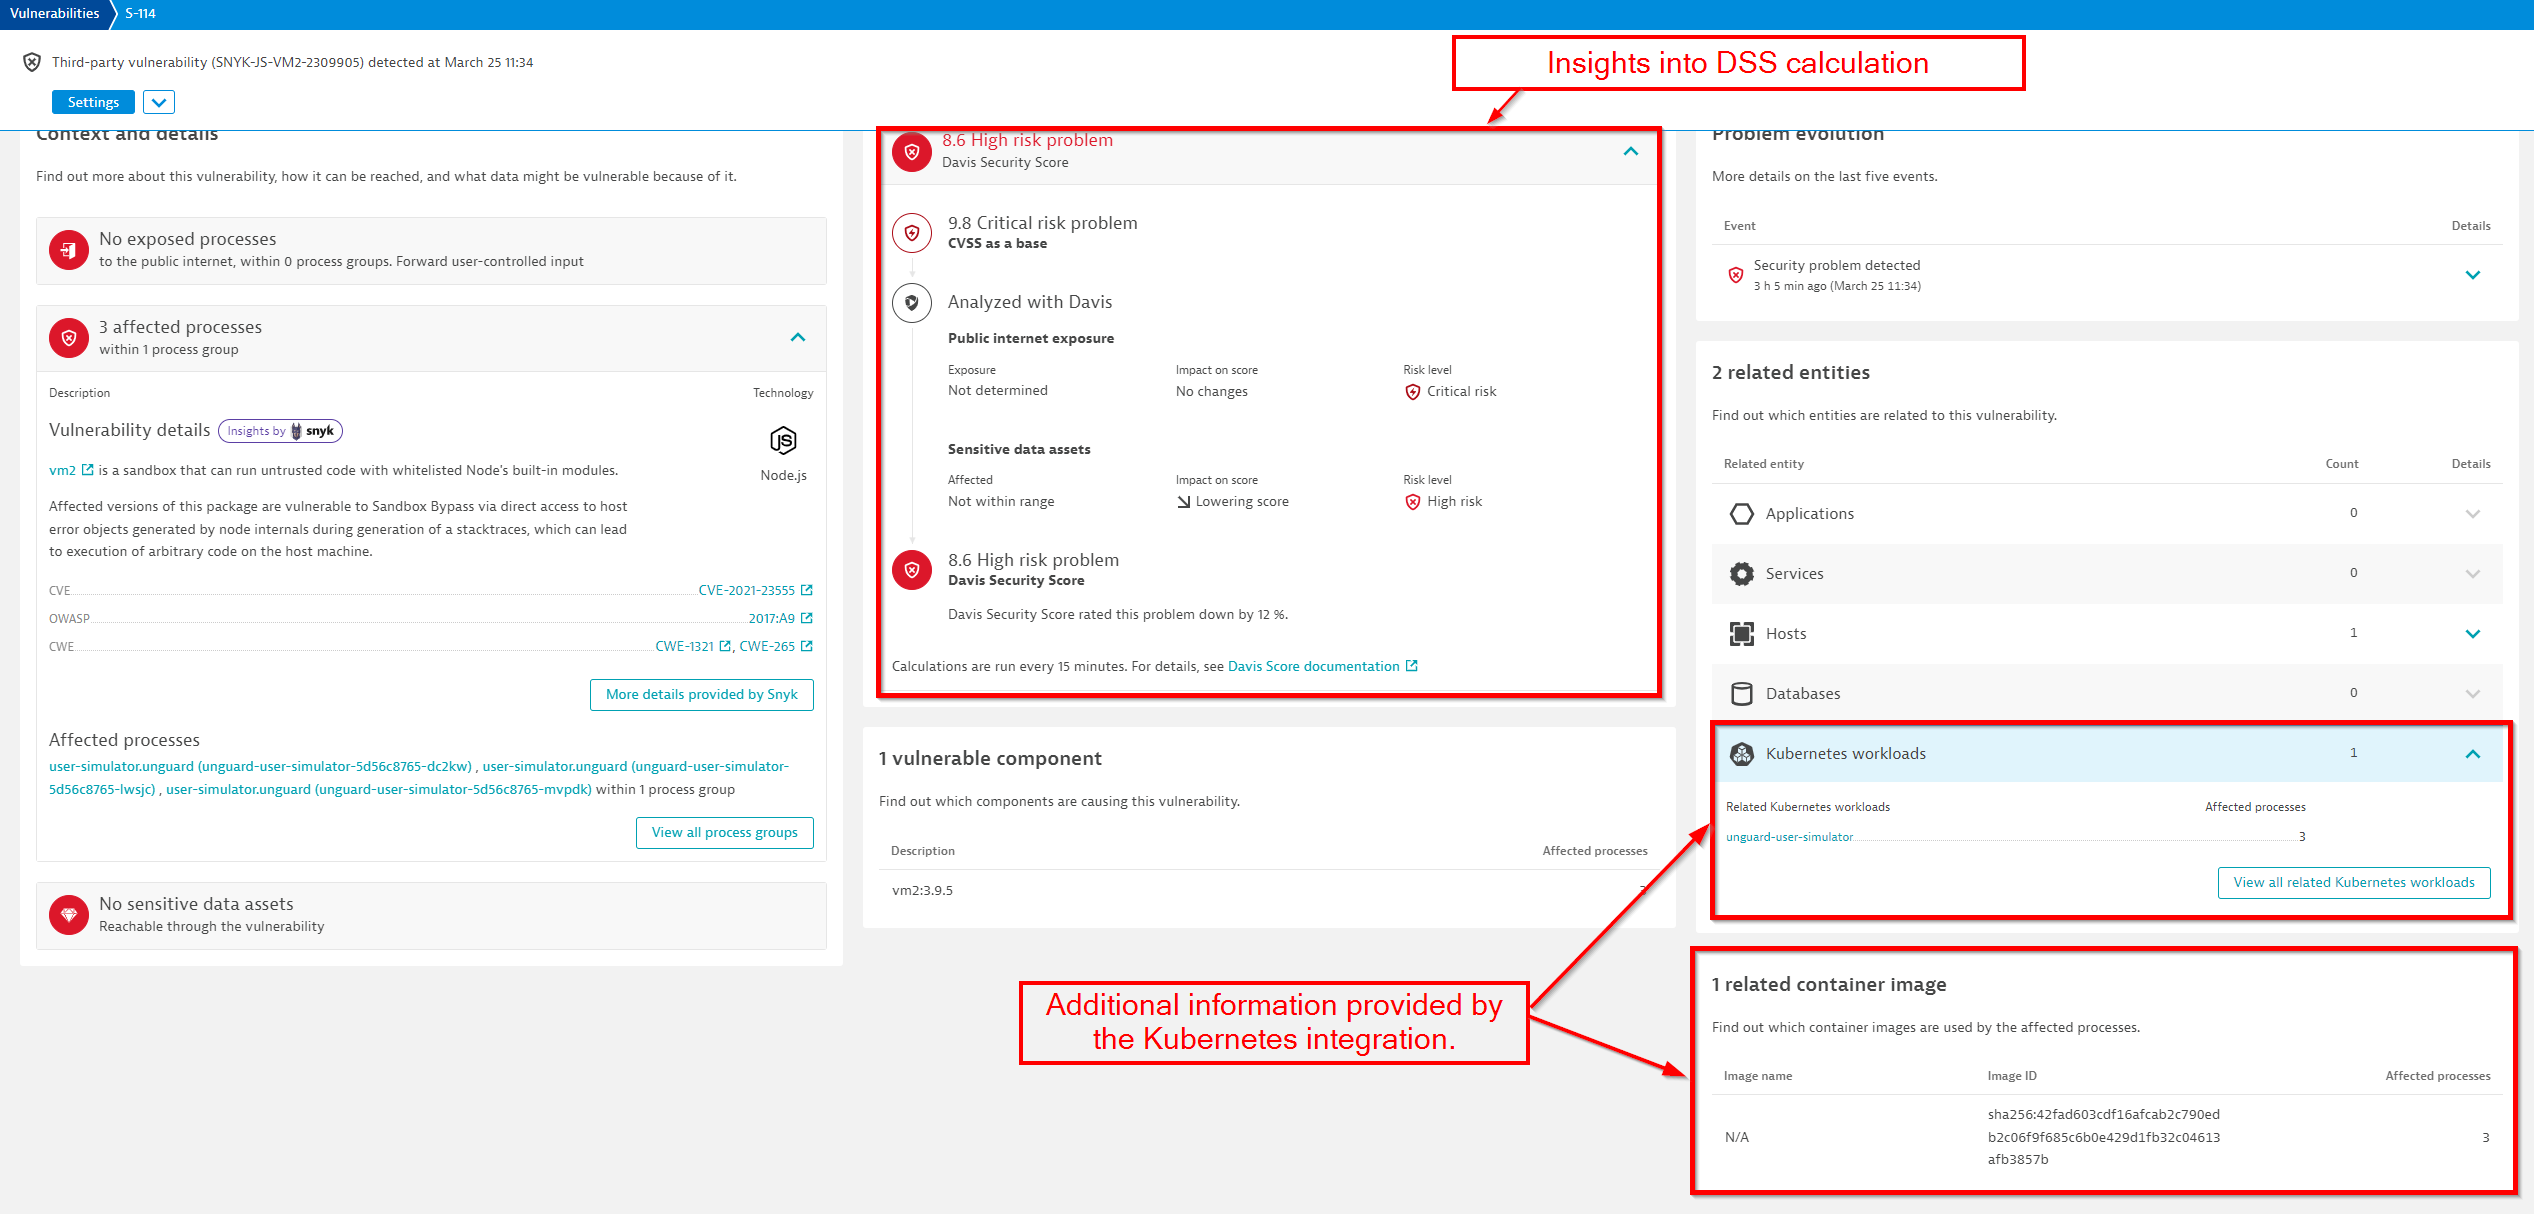 Vulnerabilities
S-114
Third-party vulnerability (SNYK-JS-VM2-2309905) detected at March 25 11:34
Settings
Insights into DSS calculation
Context and details
Find out more about this vulnerability, how it can be reached, and what data might be vulnerable because of it.
No exposed processes
to the public internet, within 0 process groups. Forward user-controlled input
3 affected processes
within 1 process group
Description
Technology
Vulnerability details
Insights by snyk
Node.js
vm2 is a sandbox that can run untrusted code with whitelisted Node's built-in modules.
Affected versions of this package are vulnerable to Sandbox Bypass via direct access to host
error objects generated by node internals during generation of a stacktraces, which can lead
to execution of arbitrary code on the host machine.
CVE
CVE-2021-23555
OWASP
2017:A9
CWE
CWE-1321, CWE-265
More details provided by Snyk
Affected processes
user-simulator.unguard (unguard-user-simulator-5d56c8765-dc2kw) , user-simulator.unguard (unguard-user-simulator-
5d56c8765-lwsjc) , user-simulator.unguard (unguard-user-simulator-5d56c8765-mvpdk) within 1 process group
View all process groups
No sensitive data assets
Reachable through the vulnerability
8.6 High risk problem
Davis Security Score
9.8 Critical risk problem
CVSS as a base
Analyzed with Davis
Public internet exposure
Exposure
Impact on score
Risk level
Not determined
No changes
Critical risk
Sensitive data assets
Affected
Impact on score
Risk level
Not within range
Lowering score
High risk
8.6 High risk problem
Davis Security Score
Davis Security Score rated this problem down by 12 %.
Calculations are run every 15 minutes. For details, see Davis Score documentation
1 vulnerable component
Find out which components are causing this vulnerability.
Description
Affected processes
vm2:3.9.5
3
Additional information provided by
the Kubernetes integration.
Problem evolution
More details on the last five events.
Event
Details
Security problem detected
3 h 5 min ago (March 25 11:34)
2 related entities
Find out which entities are related to this vulnerability.
Related entity
Count
Details
Applications
0
Services
0
Hosts
1
Databases
0
Kubernetes workloads
1
Related Kubernetes workloads
Affected processes
unguard-user-simulator
3
View all related Kubernetes workloads
1 related container image
Find out which container images are used by the affected processes.
Image name
Image ID
Affected processes
N/A
sha256:42fad603cdf16afcab2c790ed
b2c06f9f685c6b0e429d1fb32c04613
afb3857b
3